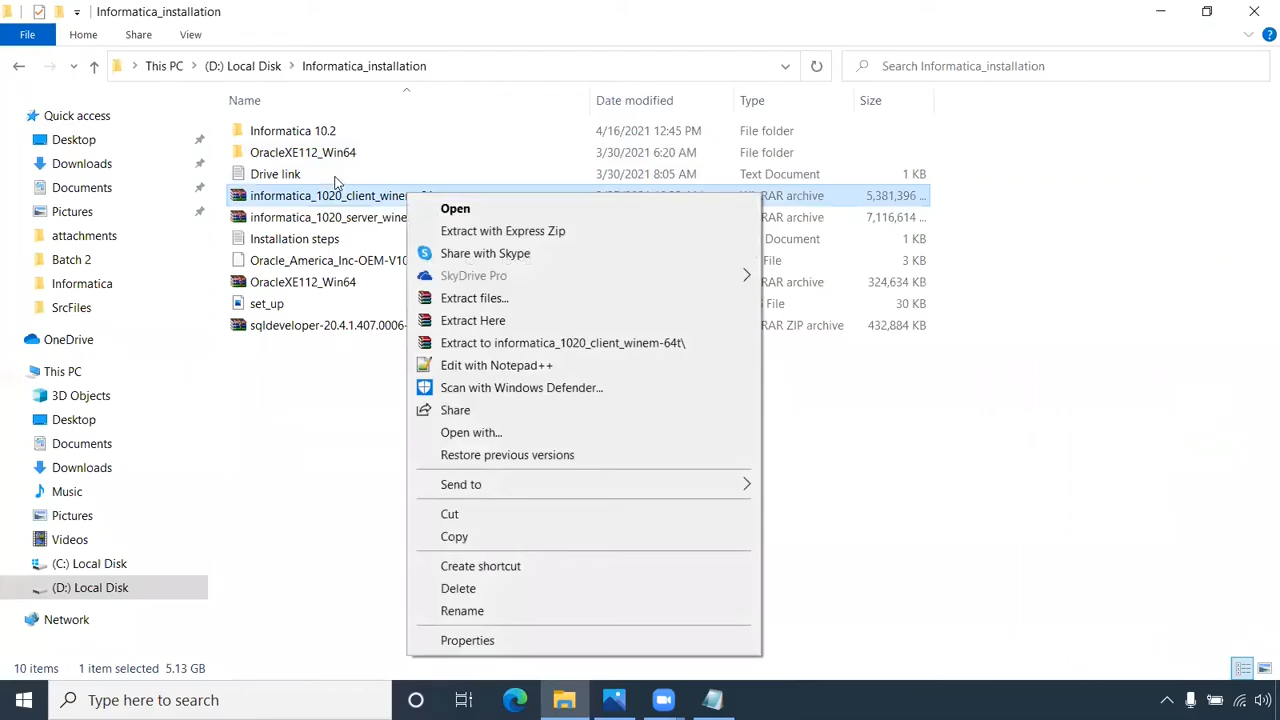 Informatica_installation
File Home Share View
This PC (D:) Local Disk Informatica_installation
Search Informatica_installation
Name Date modified Type Size
Quick access
Desktop
Downloads
Documents
Pictures
attachments
Batch 2
Informatica
SrcFiles
OneDrive
This PC
3D Objects
Desktop
Documents
Downloads
Music
Pictures
Videos
(C:) Local Disk
(D:) Local Disk
Network
Informatica 10.2 4/16/2021 12:45 PM File folder
OracleXE112_Win64 3/30/2021 6:20 AM File folder
Drive link 3/30/2021 8:05 AM Text Document 1 KB
informatica_1020_client_winem RAR archive 5,381,396 ...
informatica_1020_server_wine RAR archive 7,116,614 ...
Installation steps Document 1 KB
Oracle_America_Inc-OEM-V10 File 3 KB
OracleXE112_Win64 RAR archive 324,634 KB
set_up File 30 KB
sqldeveloper-20.4.1.407.0006- RAR ZIP archive 432,884 KB
Open
Extract with Express Zip
Share with Skype
SkyDrive Pro
Extract files...
Extract Here
Extract to informatica_1020_client_winem-64t\
Edit with Notepad++
Scan with Windows Defender...
Share
Open with...
Restore previous versions
Send to
Cut
Copy
Create shortcut
Delete
Rename
Properties
10 items 1 item selected 5.13 GB
Type here to search